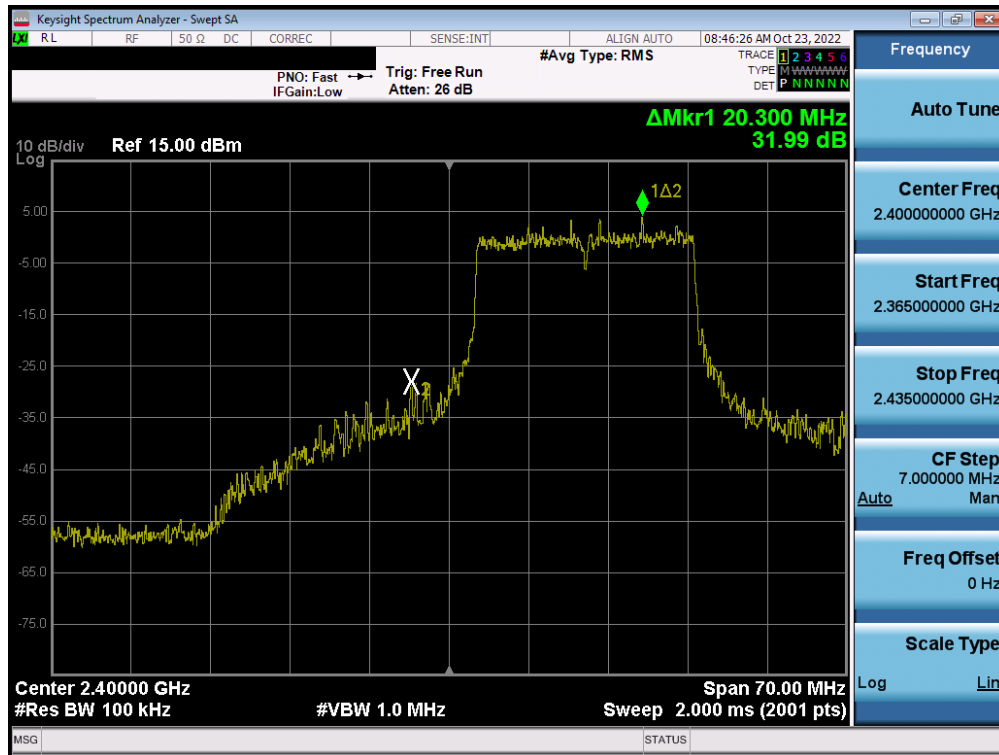 Keysight Spectrum Analyzer - Swept SA
LXI RL RF 50 Ω DC CORREC SENSE:INT ALIGN AUTO 08:46:26 AM Oct 23, 2022
#Avg Type: RMS
TRACE 1 2 3 4 5 6
TYPE M W W W W W
DET P N N N N N
PNO: Fast Trig: Free Run
IFGain:Low Atten: 26 dB
ΔMkr1 20.300 MHz
31.99 dB
10 dB/div Ref 15.00 dBm
Log
1Δ2
5.00
-5.00
-15.0
-25.0
2
-35.0
-45.0
-55.0
-65.0
-75.0
Center 2.40000 GHz Span 70.00 MHz
#Res BW 100 kHz #VBW 1.0 MHz Sweep 2.000 ms (2001 pts)
MSG STATUS
Frequency
Auto Tune
Center Freq
2.400000000 GHz
Start Freq
2.365000000 GHz
Stop Freq
2.435000000 GHz
CF Step
7.000000 MHz
Auto Man
Freq Offset
0 Hz
Scale Type
Log Lin